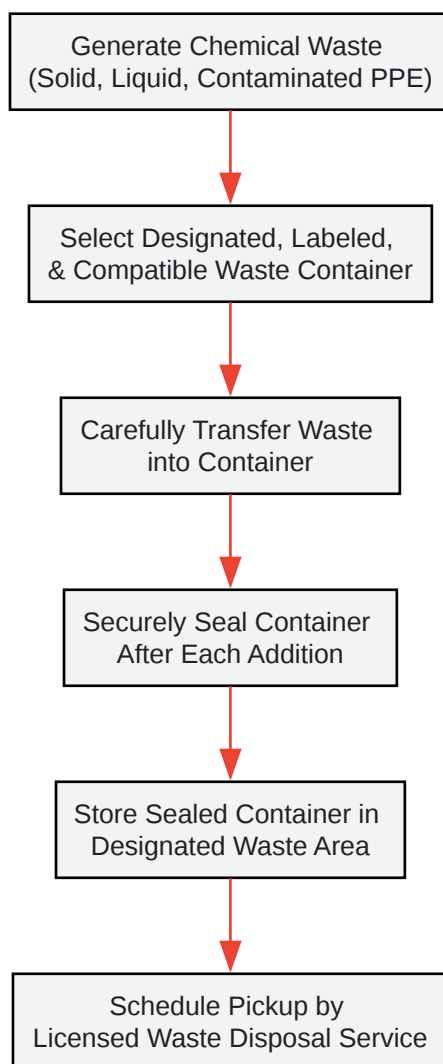 Generate Chemical Waste
(Solid, Liquid, Contaminated PPE)
Select Designated, Labeled,
& Compatible Waste Container
Carefully Transfer Waste
into Container
Securely Seal Container
After Each Addition
Store Sealed Container in
Designated Waste Area
Schedule Pickup by
Licensed Waste Disposal Service